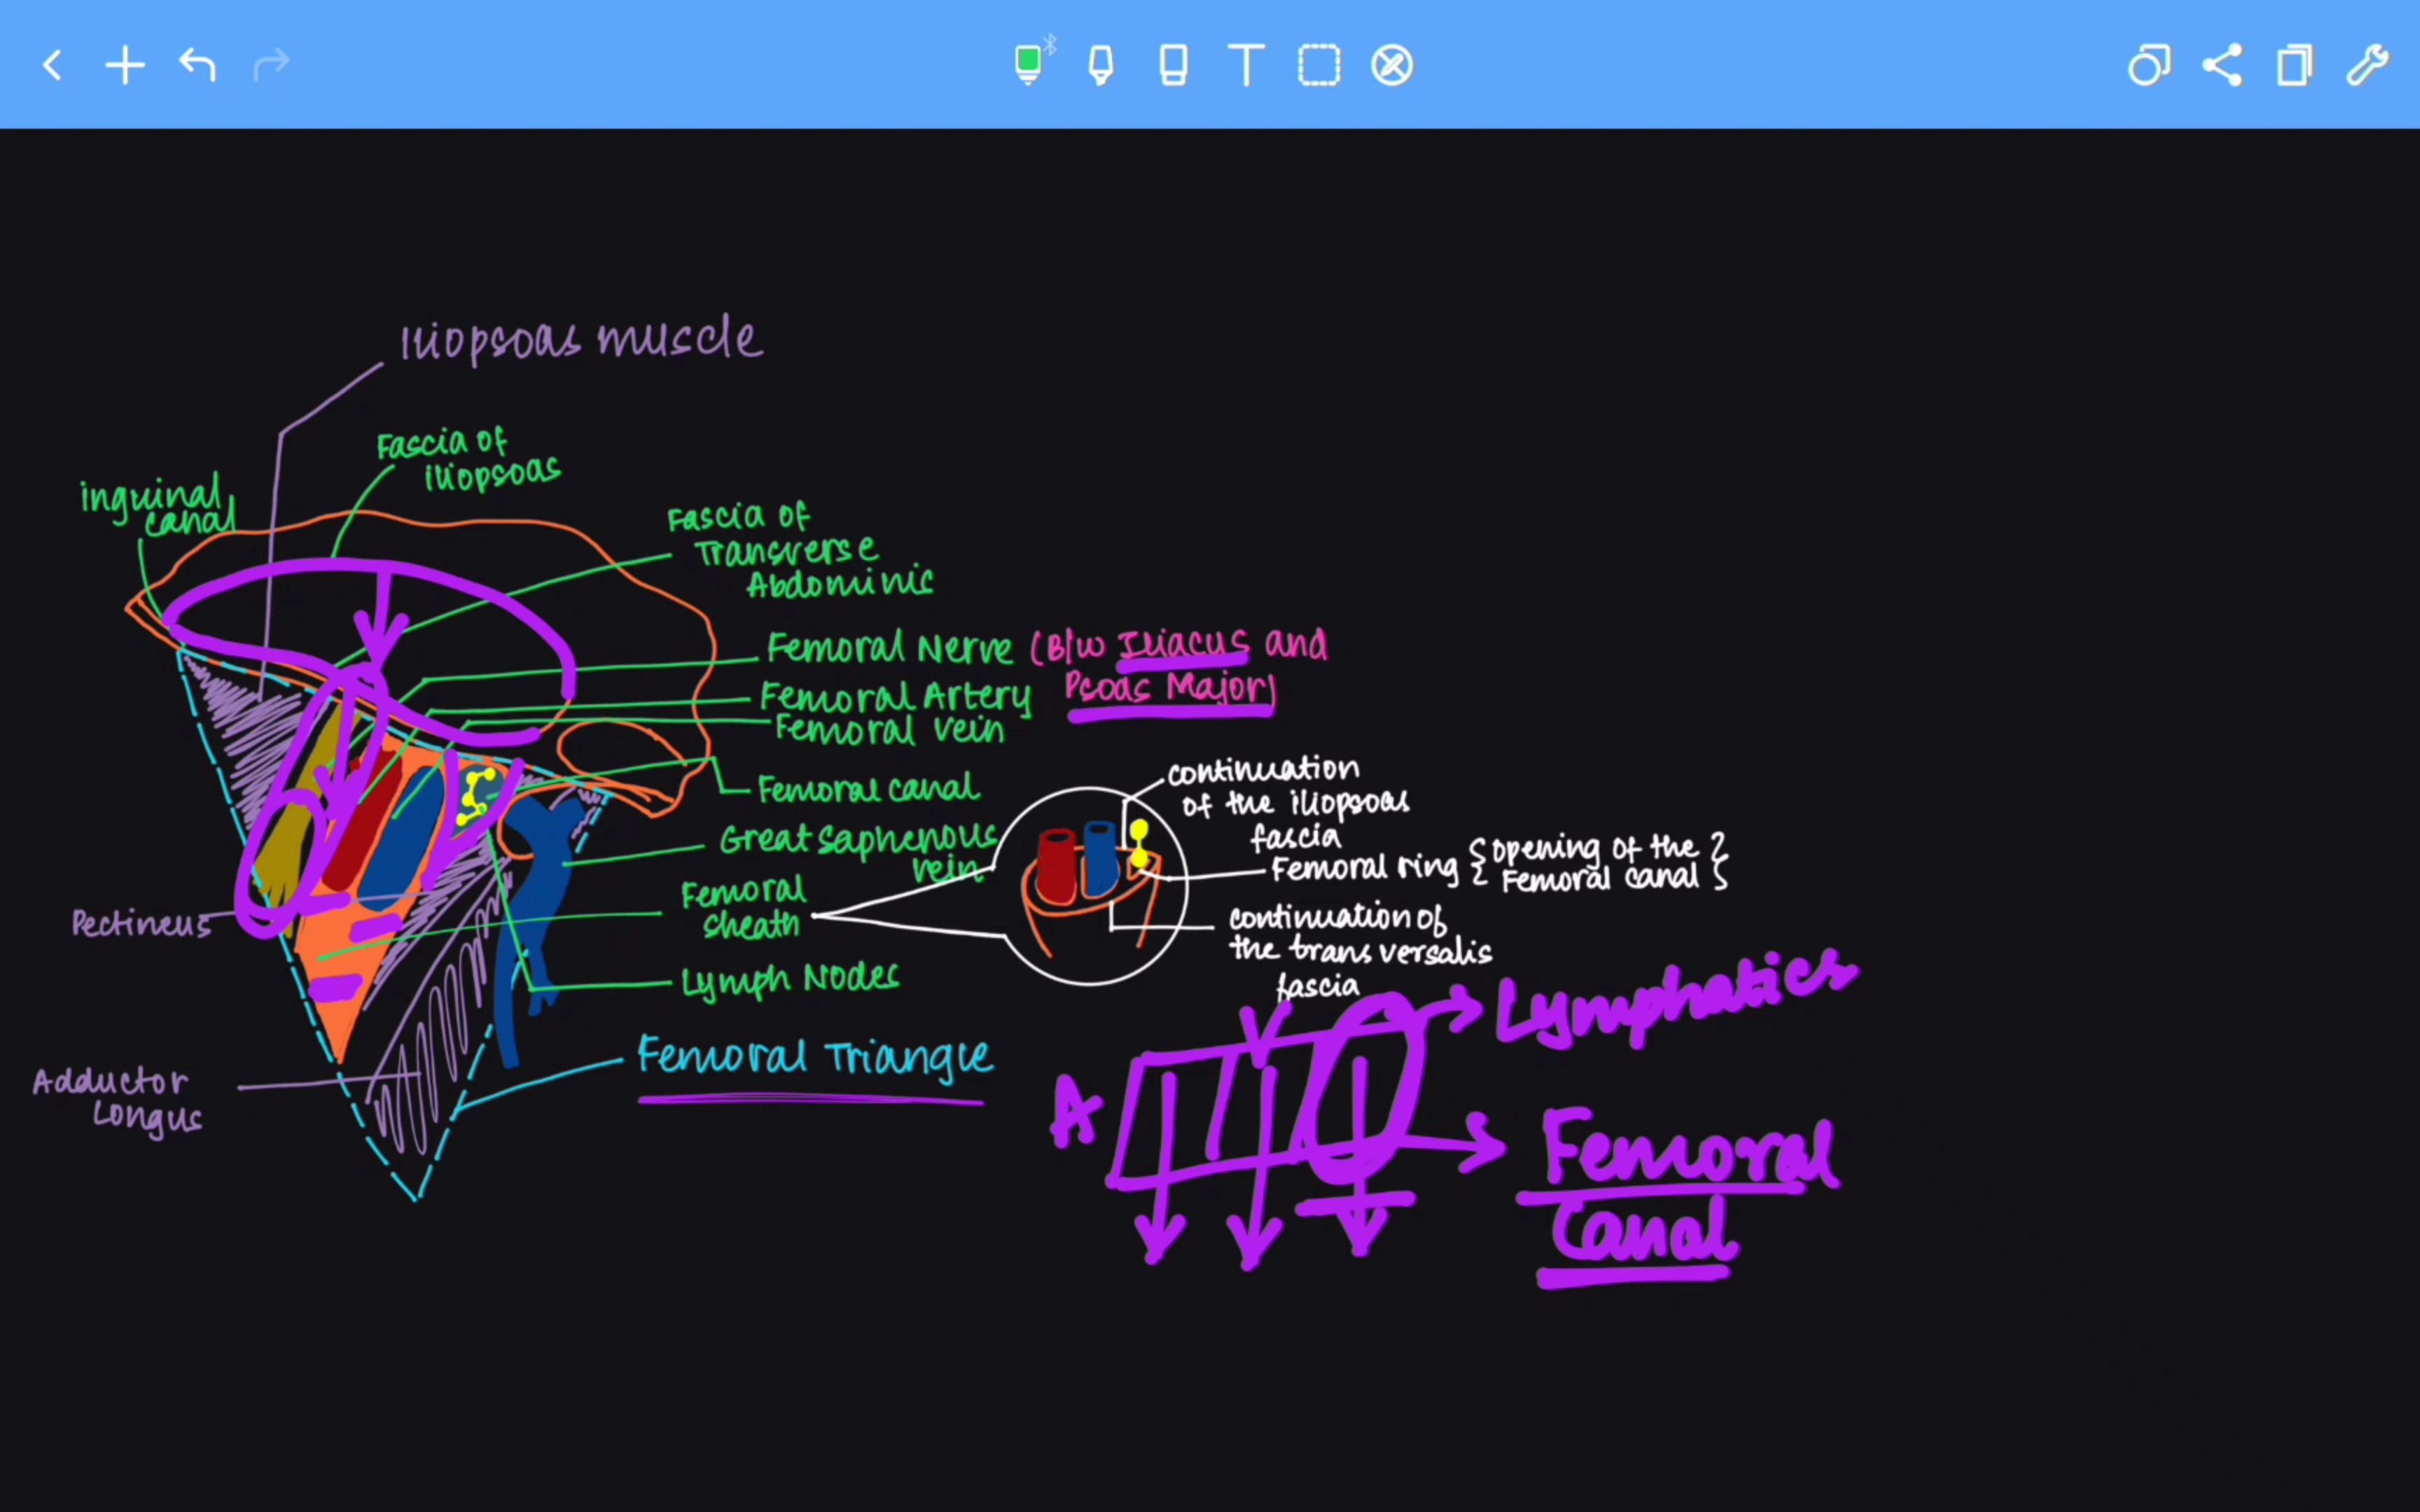 Iliopsoas muscle
Fascia of
iliopsoas
inguinal
canal
Fascia of
Transverse
Abdominis
Femoral Nerve (B/w Iliacus and
Psoas Major)
Femoral Artery
Femoral vein
Femoral canal
Great saphenous
vein
Femoral
sheath
Lymph Nodes
Femoral Triangle
Pectineus
Adductor
Longus
continuation
of the iliopsoas
fascia
Femoral ring { opening of the }
{ Femoral canal }
continuation of
the transversalis
fascia
Lymphatics
A
V
Femoral
Canal
T